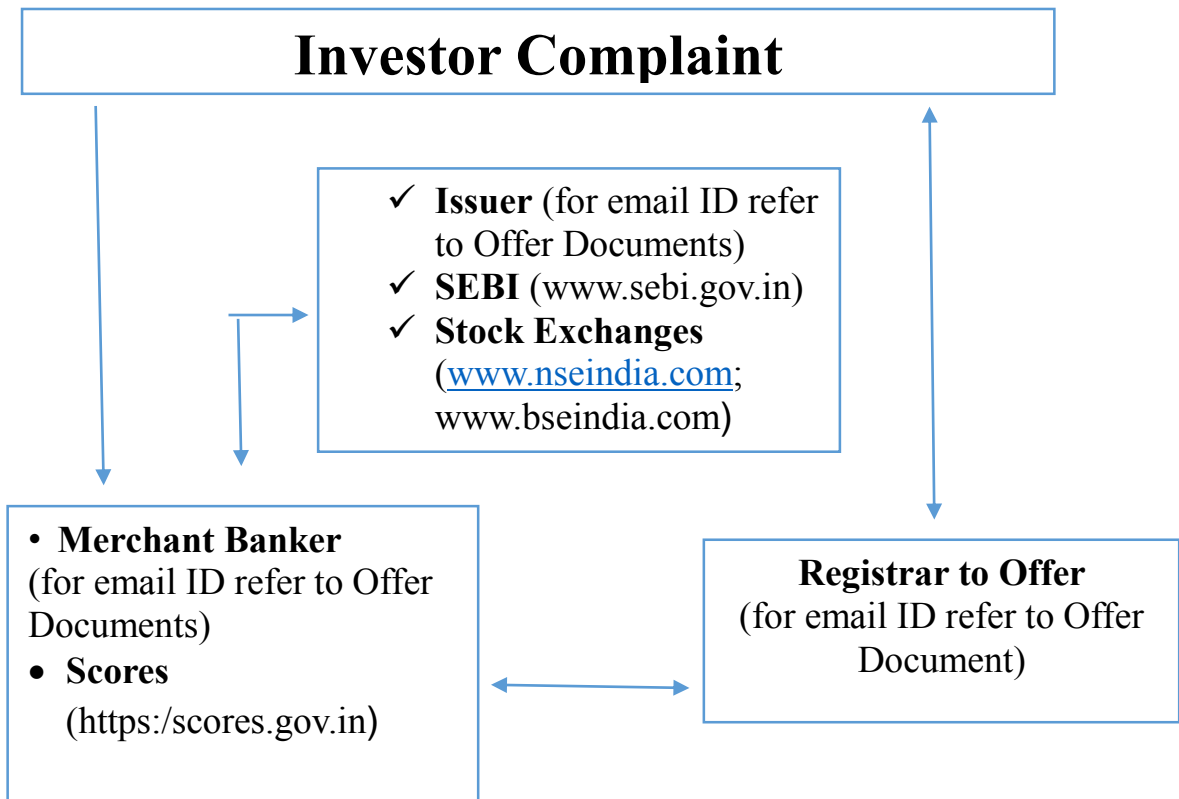 Investor Complaint
✓ Issuer (for email ID refer
to Offer Documents)
✓ SEBI (www.sebi.gov.in)
✓ Stock Exchanges
(www.nseindia.com;
www.bseindia.com)
• Merchant Banker
(for email ID refer to Offer
Documents)
• Scores
(https:/scores.gov.in)
Registrar to Offer
(for email ID refer to Offer
Document)